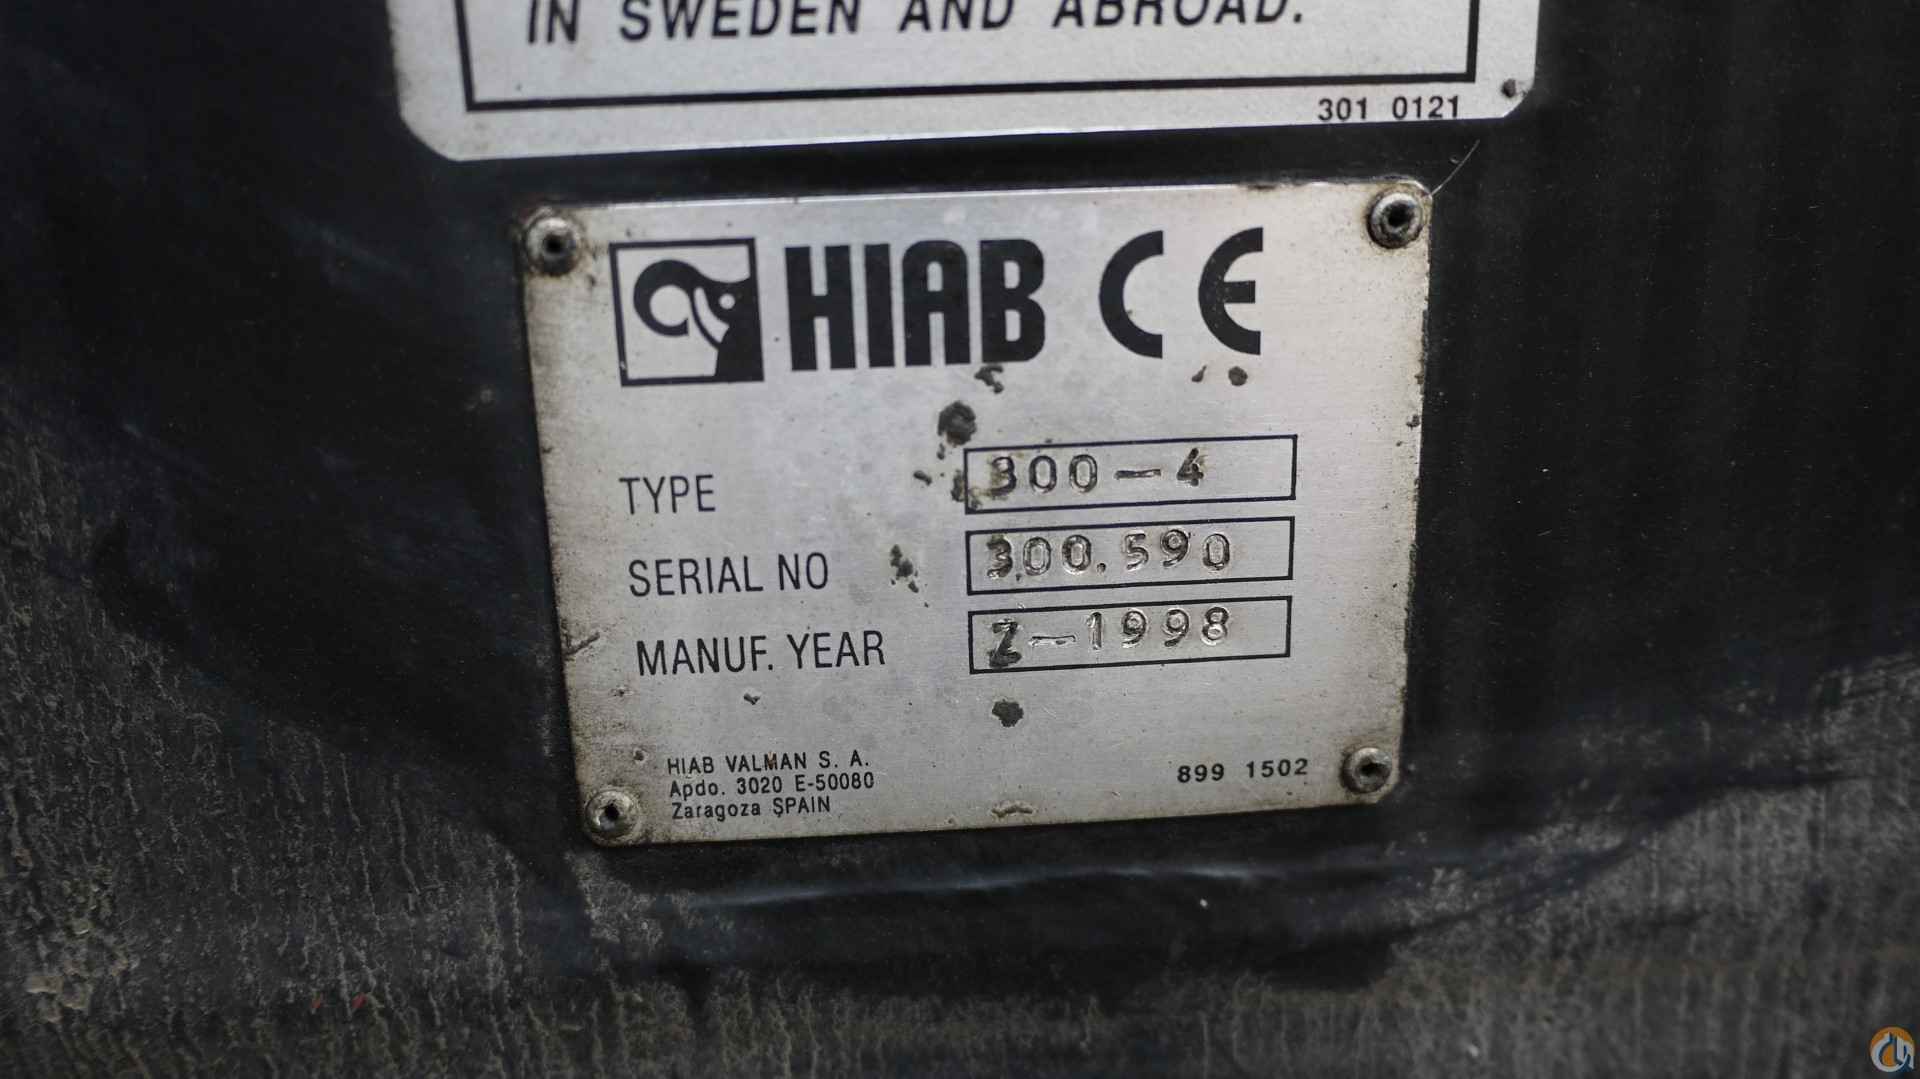 IN SWEDEN AND ABROAD.
301 0121
HIAB CE
TYPE 300-4
SERIAL NO 300.590
MANUF. YEAR Z-1998
HIAB VALMAN S. A.
Apdo. 3020 E-50080
Zaragoza SPAIN
899 1502